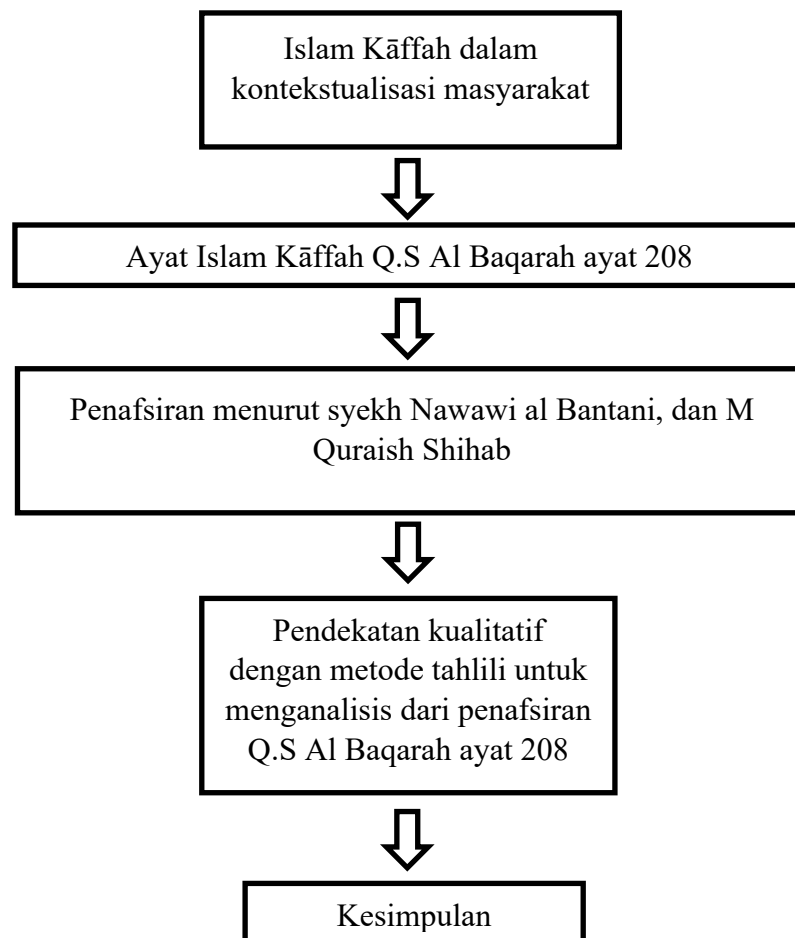 Islam Kāffah dalam
kontekstualisasi masyarakat
Ayat Islam Kāffah Q.S Al Baqarah ayat 208
Penafsiran menurut syekh Nawawi al Bantani, dan M
Quraish Shihab
Pendekatan kualitatif
dengan metode tahlili untuk
menganalisis dari penafsiran
Q.S Al Baqarah ayat 208
Kesimpulan